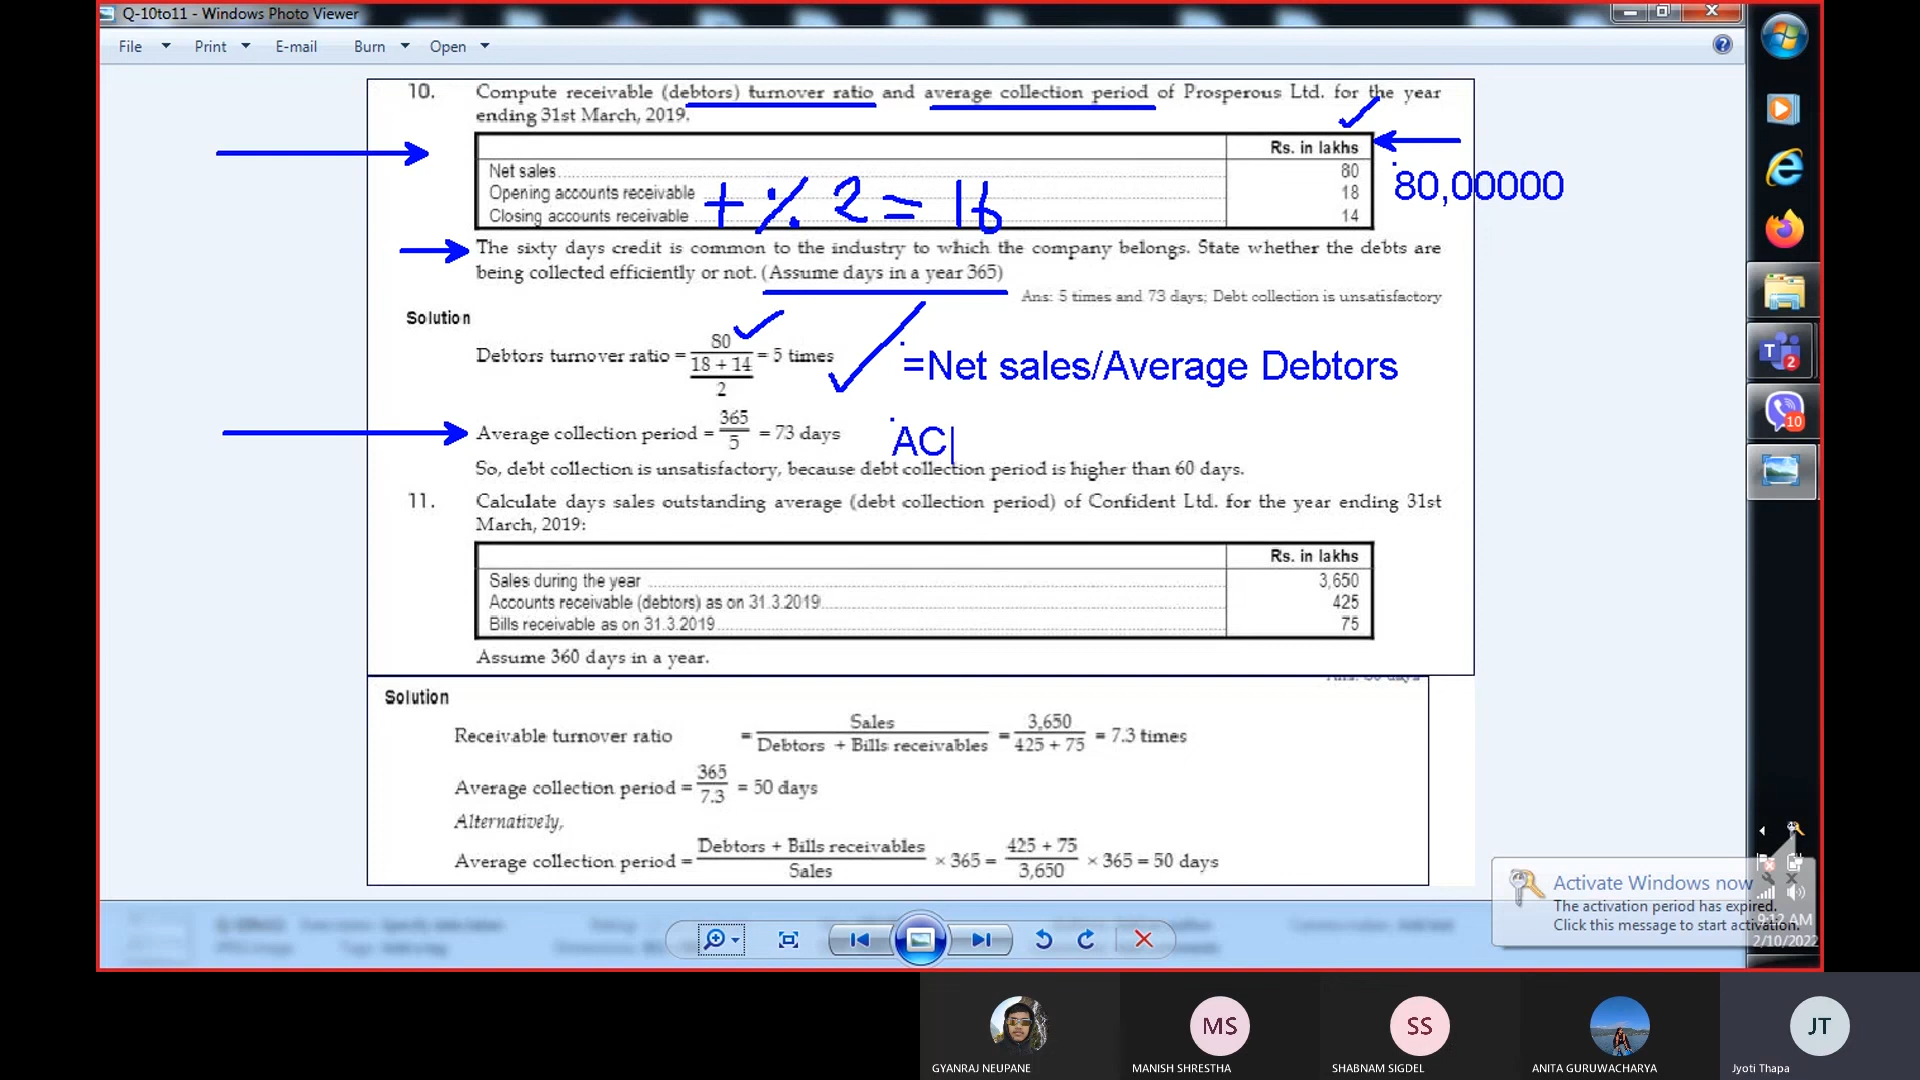 Q-10to11 - Windows Photo Viewer
File Print E-mail Burn Open
10. Compute receivable (debtors) turnover ratio and average collection period of Prosperous Ltd. for the year
ending 31st March, 2019.
Rs. in lakhs
Net sales 80
Opening accounts receivable 18
Closing accounts receivable 14
+ % 2 = 16
80,00000
The sixty days credit is common to the industry to which the company belongs. State whether the debts are
being collected efficiently or not. (Assume days in a year 365)
Ans: 5 times and 73 days; Debt collection is unsatisfactory
Solution
Debtors turnover ratio = 80 / (18 + 14 / 2) = 5 times
=Net sales/Average Debtors
Average collection period = 365 / 5 = 73 days
AC
So, debt collection is unsatisfactory, because debt collection period is higher than 60 days.
11. Calculate days sales outstanding average (debt collection period) of Confident Ltd. for the year ending 31st
March, 2019:
Rs. in lakhs
Sales during the year 3,650
Accounts receivable (debtors) as on 31.3.2019 425
Bills receivable as on 31.3.2019 75
Assume 360 days in a year.
Solution
Receivable turnover ratio = Sales / Debtors + Bills receivables = 3,650 / 425 + 75 = 7.3 times
Average collection period = 365 / 7.3 = 50 days
Alternatively,
Average collection period = Debtors + Bills receivables / Sales × 365 = 425 + 75 / 3,650 × 365 = 50 days
Activate Windows now
The activation period has expired.
Click this message to start activation.
9:12 AM
2/10/2022
T 2
10
MS SS JT
GYANRAJ NEUPANE MANISH SHRESTHA SHABNAM SIGDEL ANITA GURUWACHARYA Jyoti Thapa